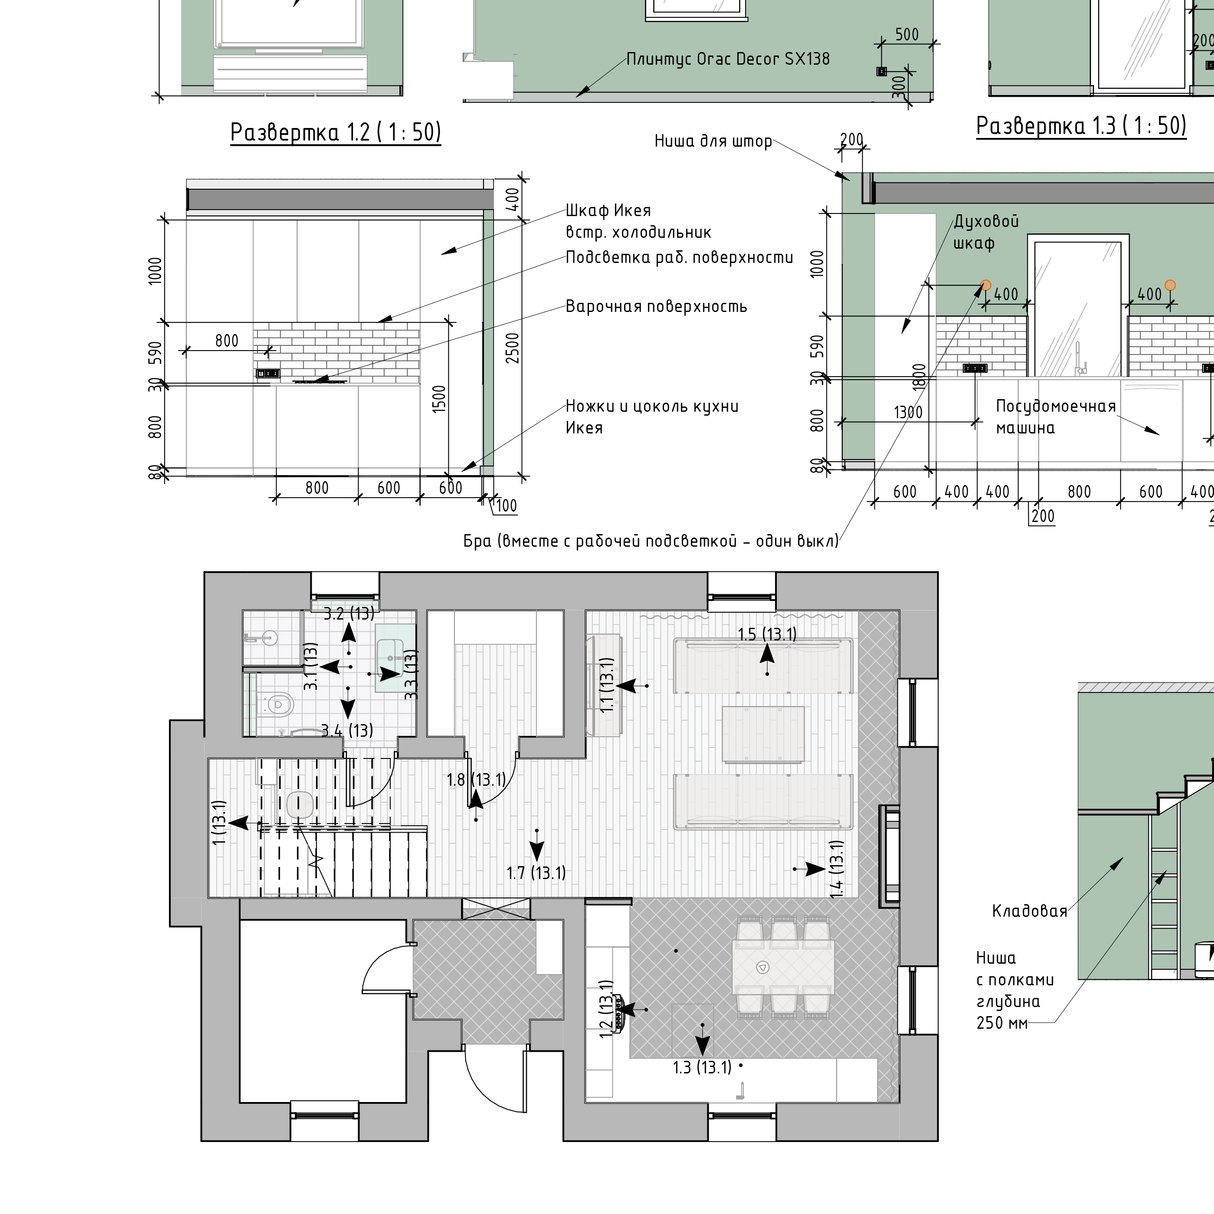 200
500
Плинтус Orac Decor SX138
300
Развертка 1.2 ( 1 : 50)
Развертка 1.3 ( 1 : 50)
Ниша для штор
200
400
Шкаф Икея
встр. холодильник
Подсветка раб. поверхности
Варочная поверхность
Ножки и цоколь кухни
Икея
1000
590
30
800
80
800
1500
2500
800
600
600
100
Духовой
шкаф
1000
590
30
800
80
400
400
1800
1300
Посудомоечная
машина
600
400
400
200
800
600
400
2
Бра (вместе с рабочей подсветкой - один выкл)
3.2 (13)
3.1 (13)
3.3 (13)
3.4 (13)
1.5 (13.1)
1.1 (13.1)
1.8 (13.1)
1 (13.1)
1.7 (13.1)
1.4 (13.1)
1.2 (13.1)
1.3 (13.1)
Кладовая
Ниша
с полками
глубина
250 мм